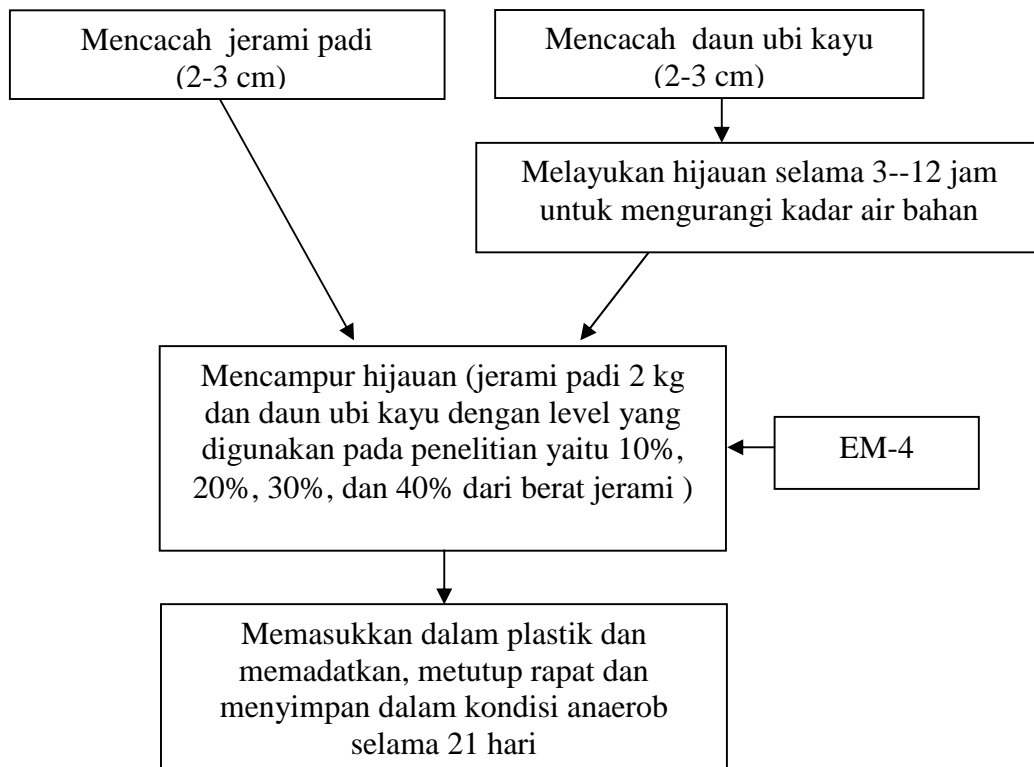 Mencacah jerami padi
(2-3 cm)
Mencacah daun ubi kayu
(2-3 cm)
Melayukan hijauan selama 3--12 jam
untuk mengurangi kadar air bahan
Mencampur hijauan (jerami padi 2 kg
dan daun ubi kayu dengan level yang
digunakan pada penelitian yaitu 10%,
20%, 30%, dan 40% dari berat jerami )
EM-4
Memasukkan dalam plastik dan
memadatkan, metutup rapat dan
menyimpan dalam kondisi anaerob
selama 21 hari